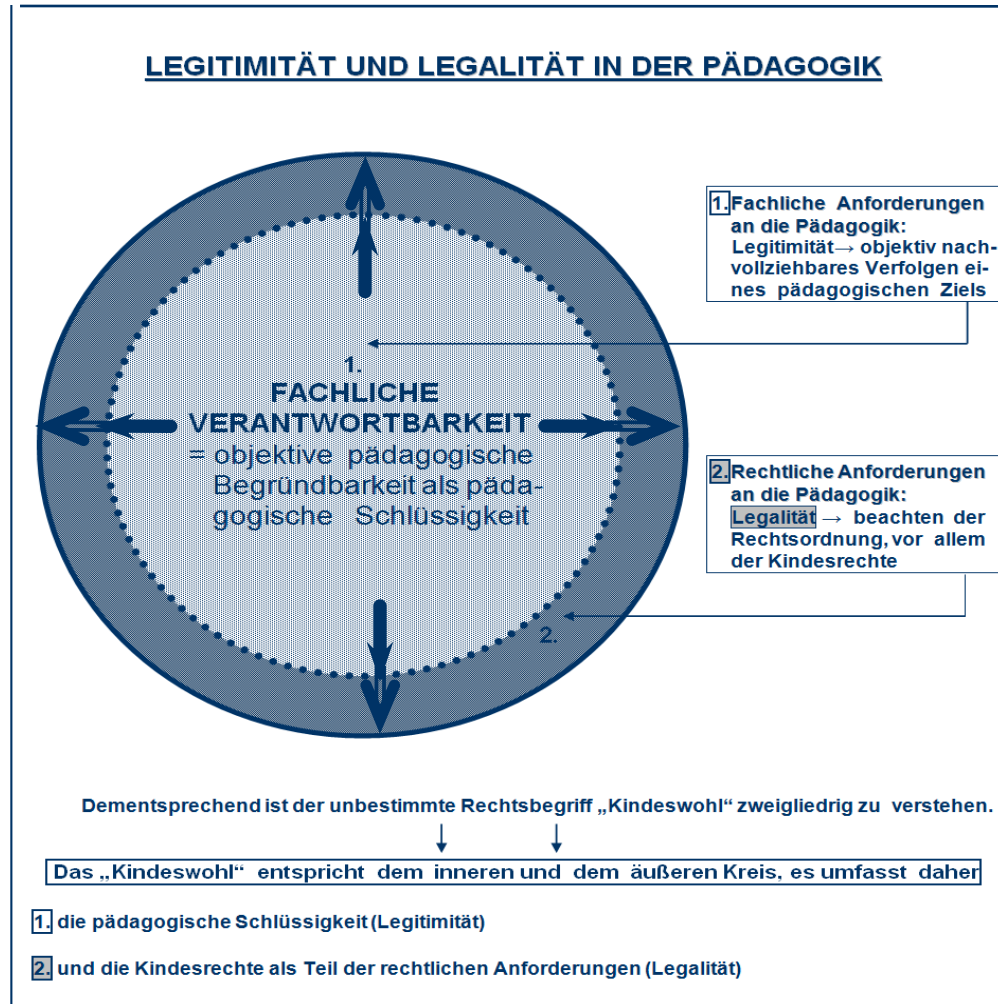 LEGITIMITÄT UND LEGALITÄT IN DER PÄDAGOGIK
1. Fachliche Anforderungen
an die Pädagogik:
Legitimität → objektiv nach-
vollziehbares Verfolgen ei-
nes pädagogischen Ziels
1.
FACHLICHE
VERANTWORTBARKEIT
= objektive pädagogische
Begründbarkeit als päda-
gogische Schlüssigkeit
2. Rechtliche Anforderungen
an die Pädagogik:
Legalität → beachten der
Rechtsordnung, vor allem
der Kindesrechte
2.
Dementsprechend ist der unbestimmte Rechtsbegriff „Kindeswohl“ zweigliedrig zu verstehen.
Das „Kindeswohl“ entspricht dem inneren und dem äußeren Kreis, es umfasst daher
1. die pädagogische Schlüssigkeit (Legitimität)
2. und die Kindesrechte als Teil der rechtlichen Anforderungen (Legalität)